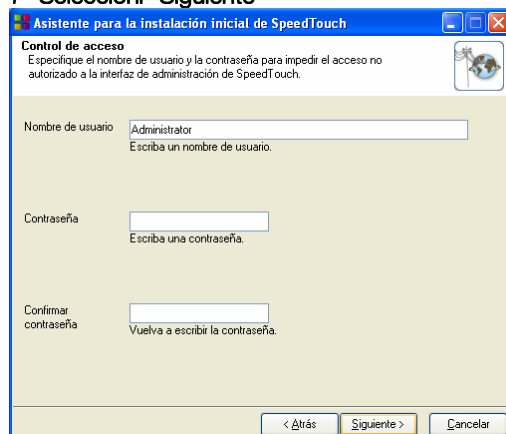 Seleccioni "Siguiente"
Asistente para la instalación inicial de SpeedTouch
Control de acceso
Especifique el nombre de usuario y la contraseña para impedir el acceso no
autorizado a la interfaz de administración de SpeedTouch.
Nombre de usuario
Administrator
Escriba un nombre de usuario.
Contraseña
Escriba una contraseña.
Confirmar
contraseña
Vuelva a escribir la contraseña.
< Atrás
Siguiente >
Cancelar